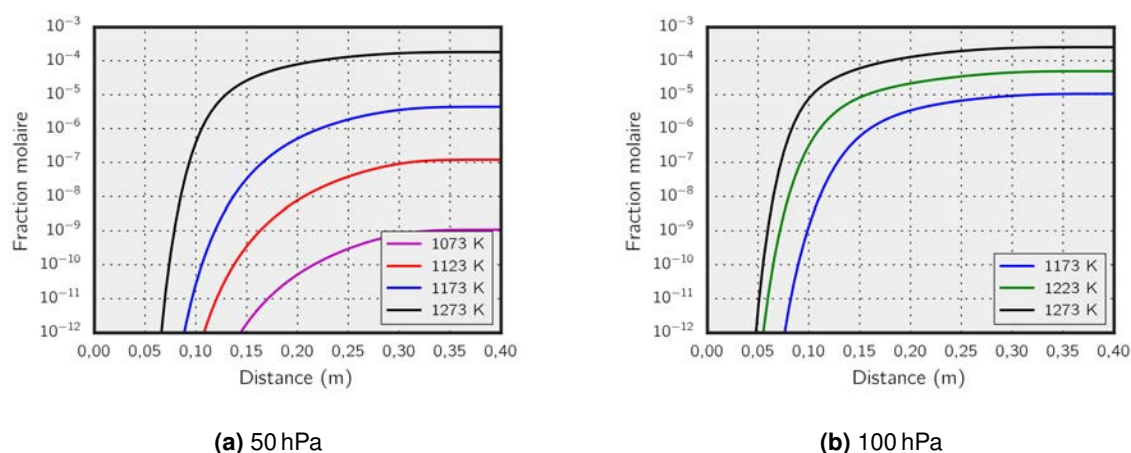 10⁻³
10⁻⁴
10⁻⁵
10⁻⁶
10⁻⁷
10⁻⁸
10⁻⁹
10⁻¹⁰
10⁻¹¹
10⁻¹²
Fraction molaire
1073 K
1123 K
1173 K
1273 K
0,00 0,05 0,10 0,15 0,20 0,25 0,30 0,35 0,40
Distance (m)
(a) 50 hPa
10⁻³
10⁻⁴
10⁻⁵
10⁻⁶
10⁻⁷
10⁻⁸
10⁻⁹
10⁻¹⁰
10⁻¹¹
10⁻¹²
Fraction molaire
1173 K
1223 K
1273 K
0,00 0,05 0,10 0,15 0,20 0,25 0,30 0,35 0,40
Distance (m)
(b) 100 hPa